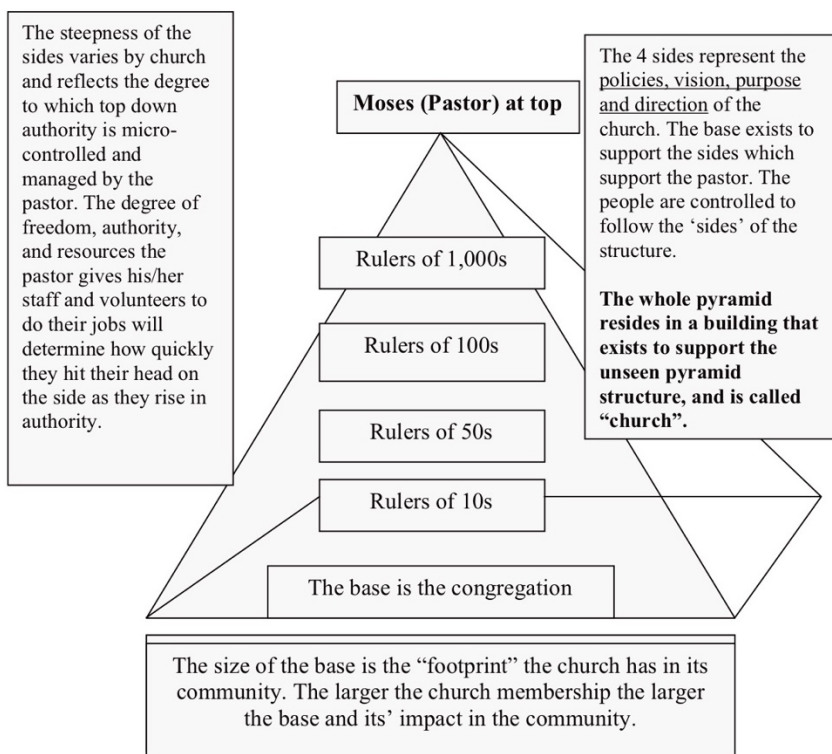 The steepness of the
sides varies by church
and reflects the degree
to which top down
authority is micro-
controlled and
managed by the
pastor. The degree of
freedom, authority,
and resources the
pastor gives his/her
staff and volunteers to
do their jobs will
determine how quickly
they hit their head on
the side as they rise in
authority.
Moses (Pastor) at top
The 4 sides represent the
policies, vision, purpose
and direction of the
church. The base exists to
support the sides which
support the pastor. The
people are controlled to
follow the ‘sides’ of the
structure.
The whole pyramid
resides in a building that
exists to support the
unseen pyramid
structure, and is called
“church”.
Rulers of 1,000s
Rulers of 100s
Rulers of 50s
Rulers of 10s
The base is the congregation
The size of the base is the “footprint” the church has in its
community. The larger the church membership the larger
the base and its’ impact in the community.